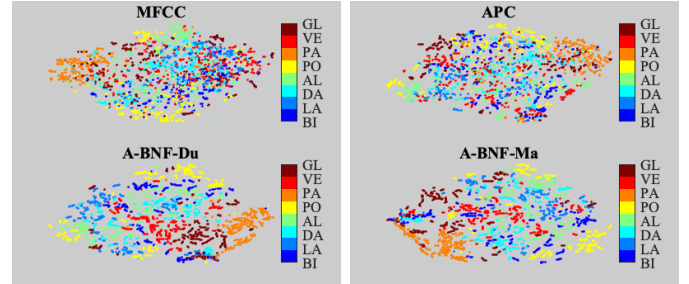 MFCC
GL
VE
PA
PO
AL
DA
LA
BI
APC
GL
VE
PA
PO
AL
DA
LA
BI
A-BNF-Du
GL
VE
PA
PO
AL
DA
LA
BI
A-BNF-Ma
GL
VE
PA
PO
AL
DA
LA
BI